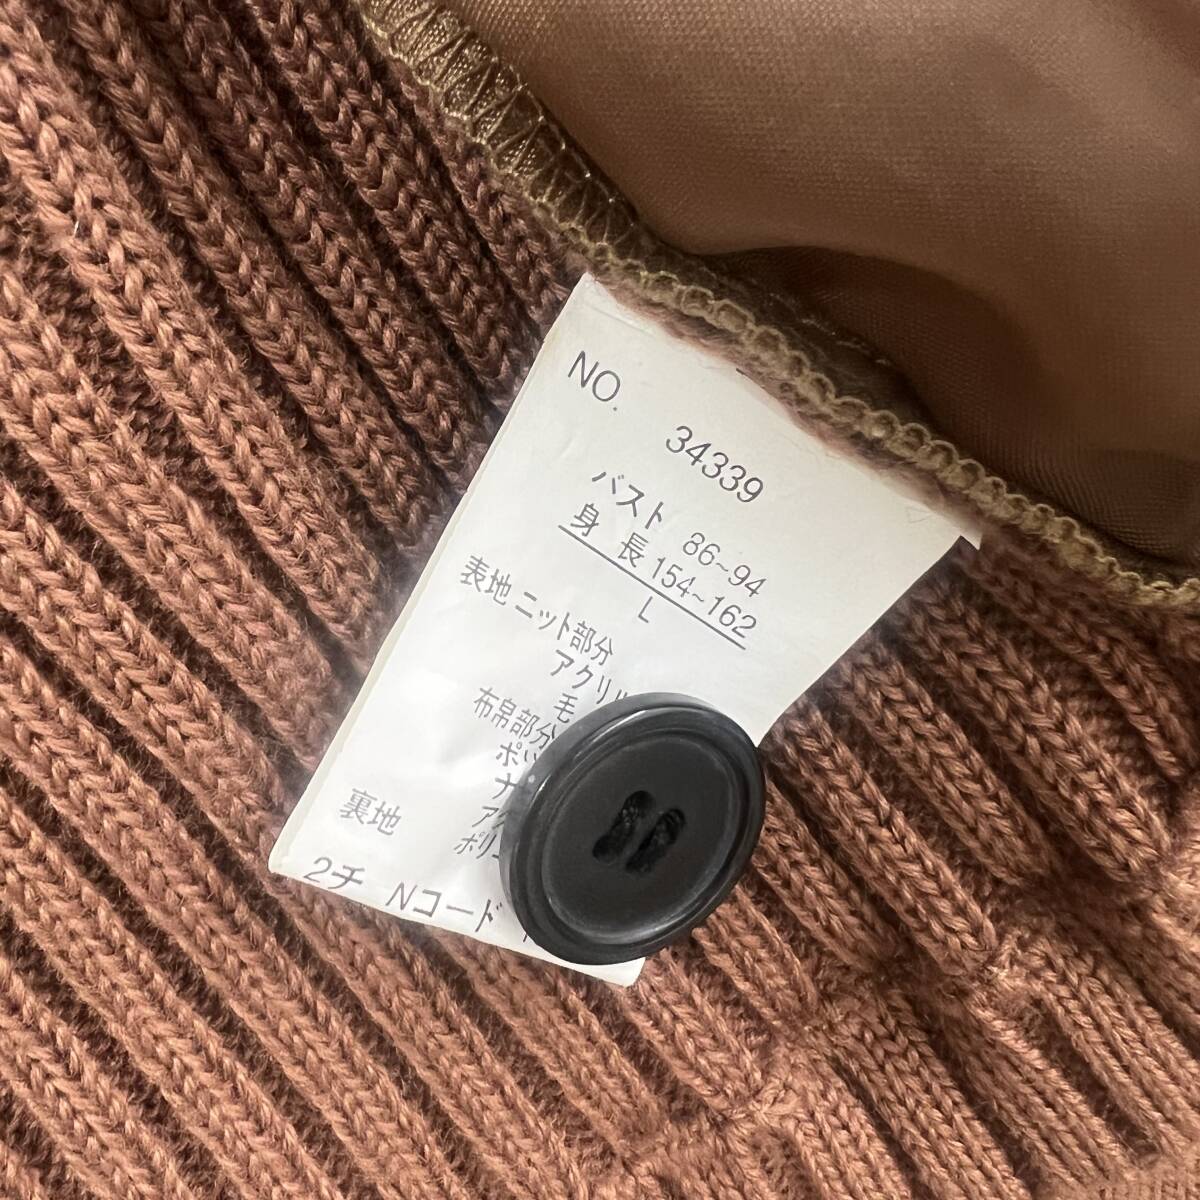 NO.
34339
バスト 86~94
身 長 154~162
L
表地 ニット部分
アクリル
毛
布帛部分
裏地
2チ Nコード